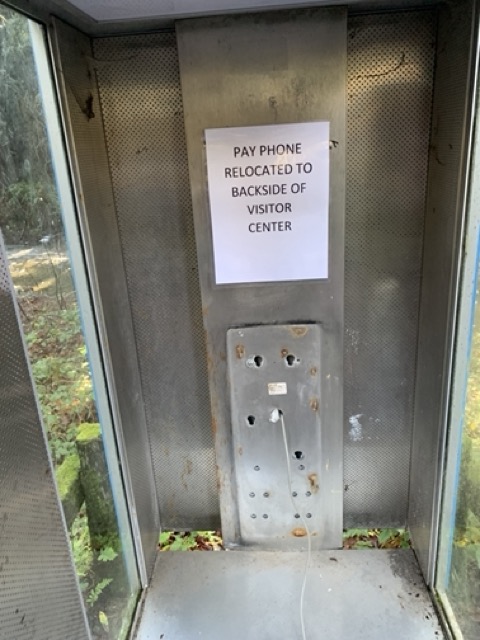 PAY PHONE
RELOCATED TO
BACKSIDE OF
VISITOR
CENTER